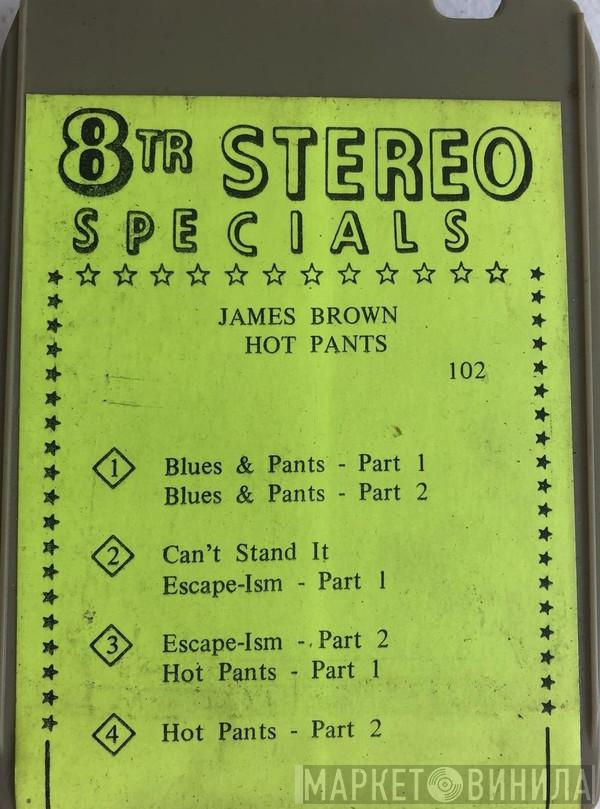 8TR STEREO
SPECIALS
JAMES BROWN
HOT PANTS
102
1 Blues & Pants - Part 1
Blues & Pants - Part 2
2 Can't Stand It
Escape-Ism - Part 1
3 Escape-Ism - Part 2
Hot Pants - Part 1
4 Hot Pants - Part 2
МАРКЕТ ВИНИЛА